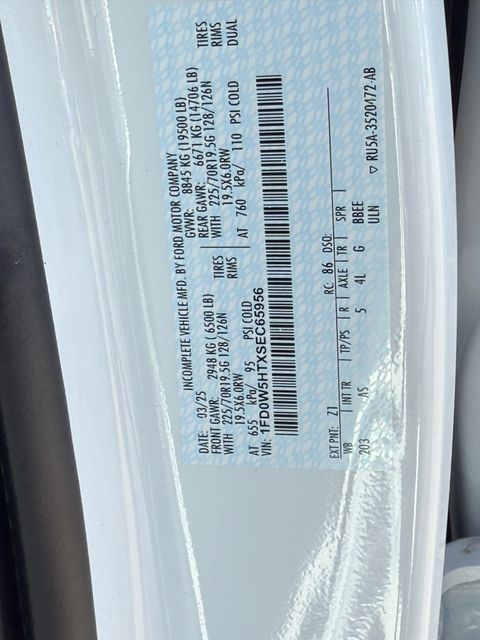 INCOMPLETE VEHICLE MFD. BY FORD MOTOR COMPANY
DATE: 03/25 GVWR: 8845 KG (19500 LB)
FRONT GAWR: 2948 KG (6500 LB) REAR GAWR: 6671 KG (14706 LB)
WITH 225/70R19.5G 128/126N TIRES WITH 225/70R19.5G 128/126N TIRES
19.5X6.0RW RIMS 19.5X6.0RW RIMS
AT 655 kPa/ 95 PSI COLD AT 760 kPa/ 110 PSI COLD DUAL
VIN: 1FD0W5HTXSEC65956
EXT PNT: Z1 RC: 86 DSO:
WB INT TR TP/PS R AXLE TR SPR
203 AS 5 4L G BBEE
ULN
▽ RU5A-3520472-AB